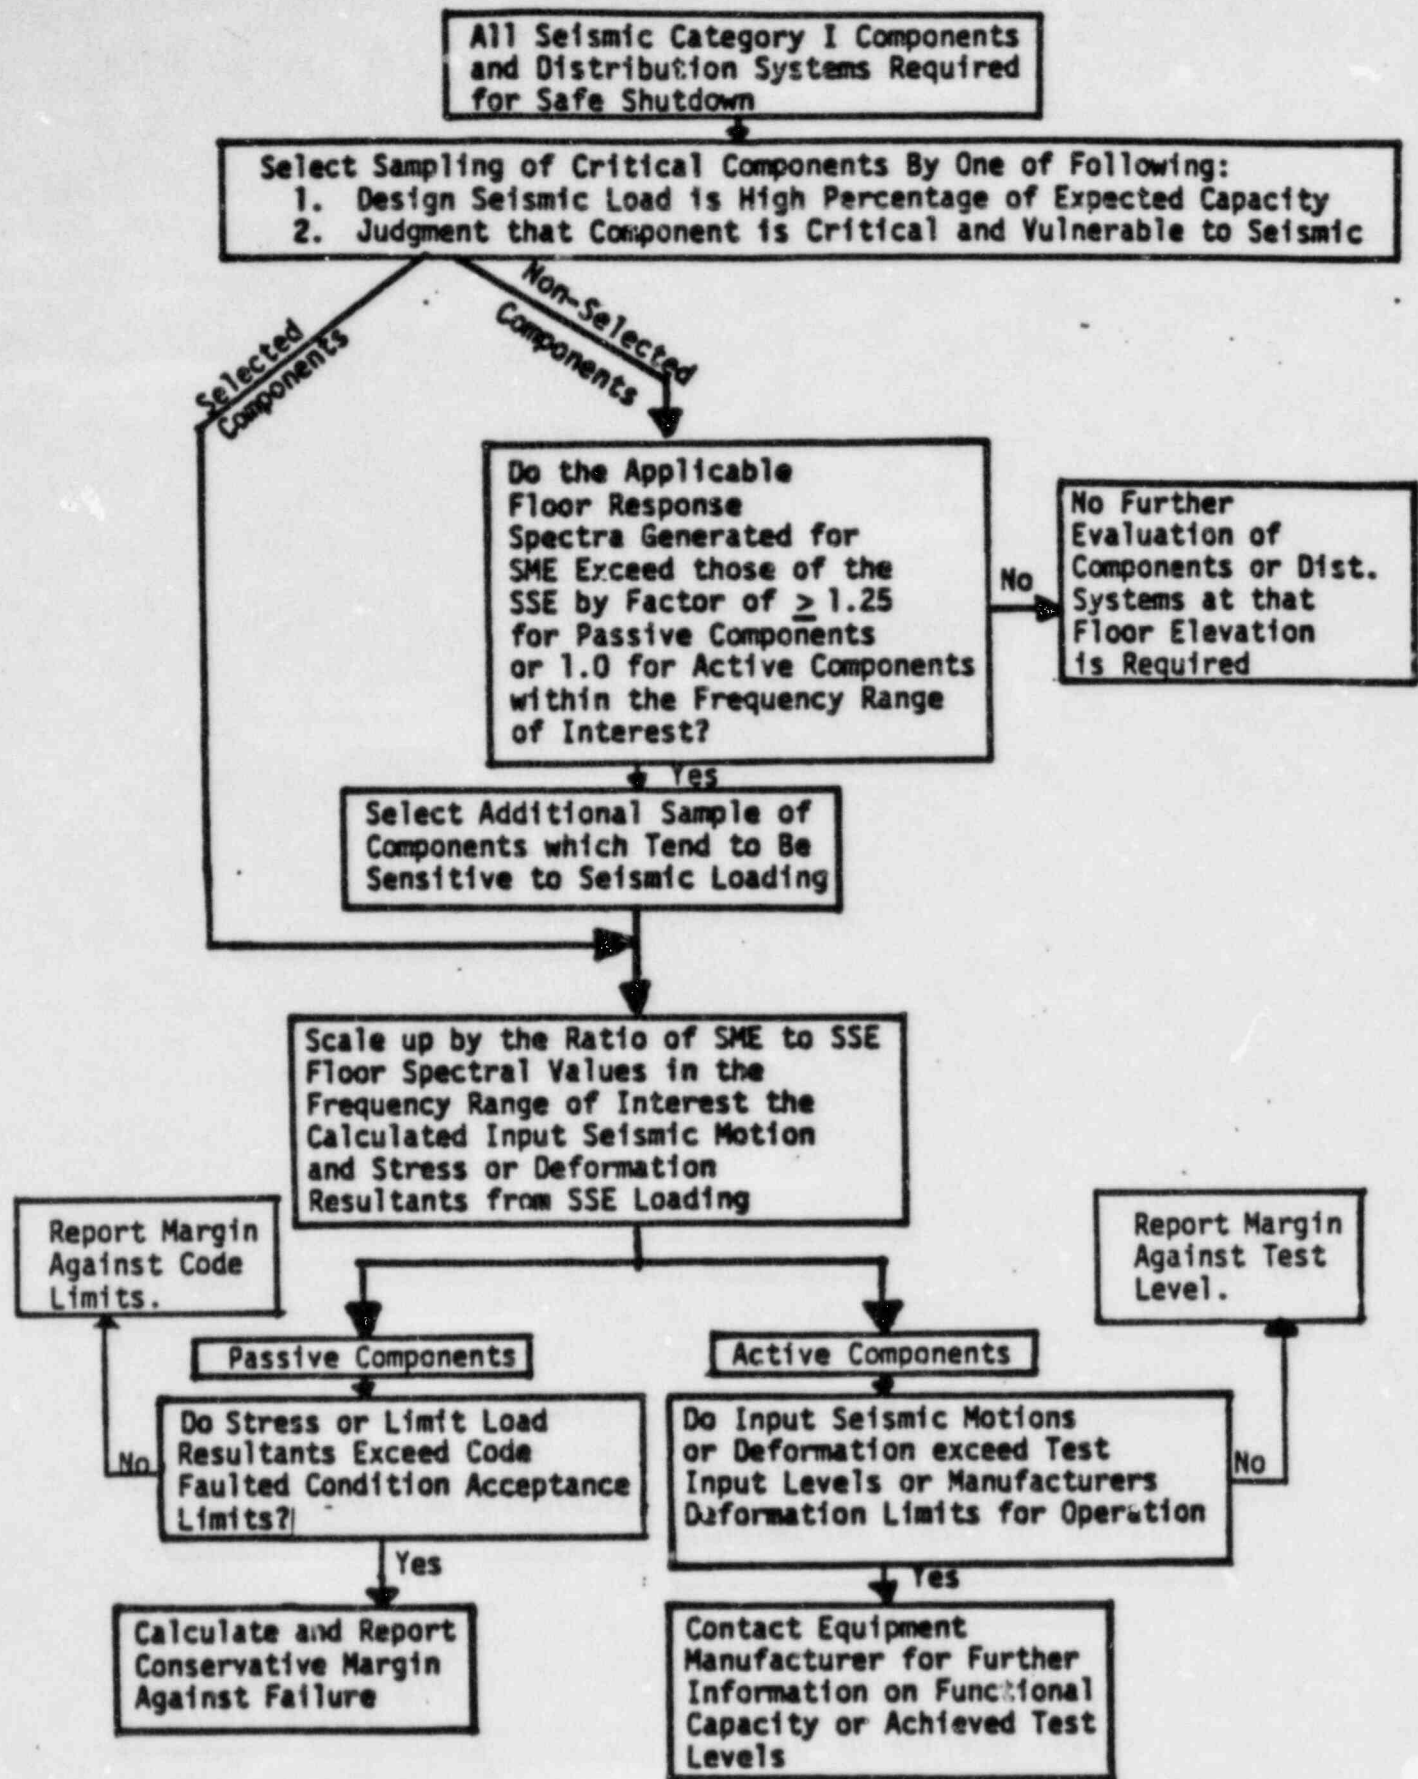 All Seismic Category I Components
and Distribution Systems Required
for Safe Shutdown
Select Sampling of Critical Components By One of Following:
1. Design Seismic Load is High Percentage of Expected Capacity
2. Judgment that Component is Critical and Vulnerable to Seismic
Selected
Components
Non-Selected
Components
Do the Applicable
Floor Response
Spectra Generated for
SME Exceed those of the
SSE by Factor of ≥ 1.25
for Passive Components
or 1.0 for Active Components
within the Frequency Range
of Interest?
No
No Further
Evaluation of
Components or Dist.
Systems at that
Floor Elevation
is Required
Yes
Select Additional Sample of
Components which Tend to Be
Sensitive to Seismic Loading
Scale up by the Ratio of SME to SSE
Floor Spectral Values in the
Frequency Range of Interest the
Calculated Input Seismic Motion
and Stress or Deformation
Resultants from SSE Loading
Report Margin
Against Code
Limits.
Report Margin
Against Test
Level.
Passive Components
Active Components
Do Stress or Limit Load
Resultants Exceed Code
Faulted Condition Acceptance
Limits?
No
Do Input Seismic Motions
or Deformation exceed Test
Input Levels or Manufacturers
Deformation Limits for Operation
No
Yes
Yes
Calculate and Report
Conservative Margin
Against Failure
Contact Equipment
Manufacturer for Further
Information on Functional
Capacity or Achieved Test
Levels